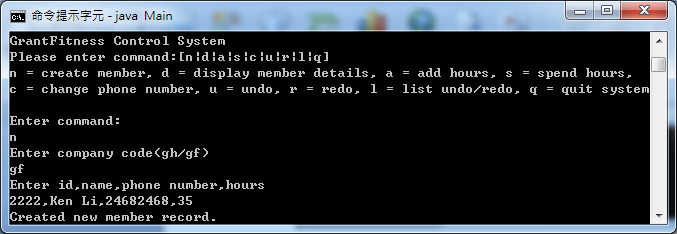 命令提示字元 - java Main
GrantFitness Control System
Please enter command:[n|d|a|s|c|u|r|l|q]
n = create member, d = display member details, a = add hours, s = spend hours,
c = change phone number, u = undo, r = redo, l = list undo/redo, q = quit system
Enter command:
n
Enter company code(gh/gf)
gf
Enter id,name,phone number,hours
2222,Ken Li,24682468,35
Created new member record.